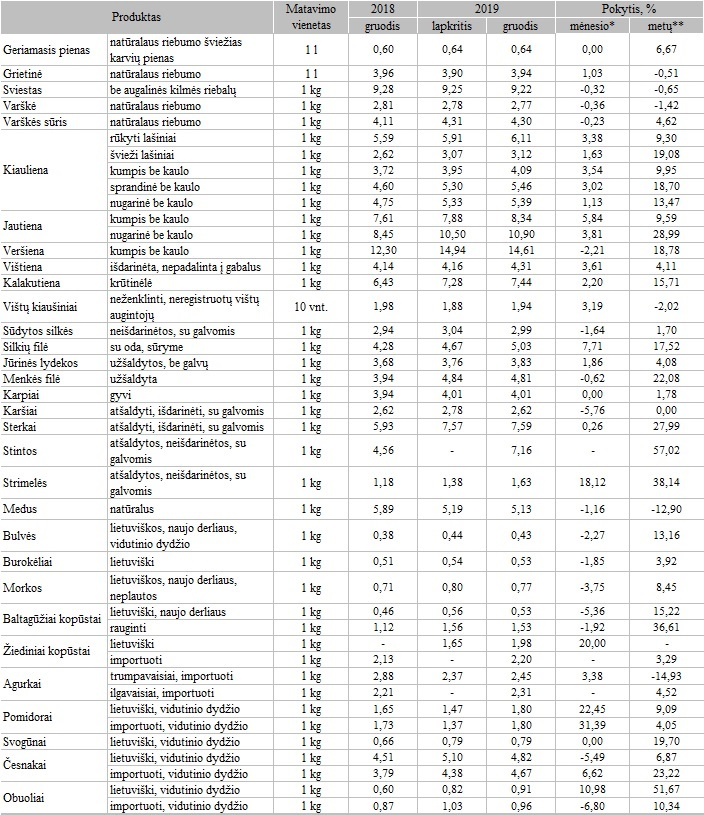 Produktas Matavimo vienetas 2018 2019 Pokytis, %
gruodis lapkritis gruodis mėnesio* metų**
Geriamasis pienas natūralaus riebumo šviežias karvių pienas 1 l 0,60 0,64 0,64 0,00 6,67
Grietinė natūralaus riebumo 1 l 3,96 3,90 3,94 1,03 -0,51
Sviestas be augalinės kilmės riebalų 1 kg 9,28 9,25 9,22 -0,32 -0,65
Varškė natūralaus riebumo 1 kg 2,81 2,78 2,77 -0,36 -1,42
Varškės sūris natūralaus riebumo 1 kg 4,11 4,31 4,30 -0,23 4,62
Kiauliena rūkyti lašiniai 1 kg 5,59 5,91 6,11 3,38 9,30
švieži lašiniai 1 kg 2,62 3,07 3,12 1,63 19,08
kumpis be kaulo 1 kg 3,72 3,95 4,09 3,54 9,95
sprandinė be kaulo 1 kg 4,60 5,30 5,46 3,02 18,70
nugarinė be kaulo 1 kg 4,75 5,33 5,39 1,13 13,47
Jautiena kumpis be kaulo 1 kg 7,61 7,88 8,34 5,84 9,59
nugarinė be kaulo 1 kg 8,45 10,50 10,90 3,81 28,99
Veršiena kumpis be kaulo 1 kg 12,30 14,94 14,61 -2,21 18,78
Vištiena išdarinėta, nepadalinta į gabalus 1 kg 4,14 4,16 4,31 3,61 4,11
Kalakutiena krūtinėlė 1 kg 6,43 7,28 7,44 2,20 15,71
Vištų kiaušiniai neženklinti, neregistruotų vištų augintojų 10 vnt. 1,98 1,88 1,94 3,19 -2,02
Sūdytos silkės neišdarinėtos, su galvomis 1 kg 2,94 3,04 2,99 -1,64 1,70
Silkių filė su oda, sūryme 1 kg 4,28 4,67 5,03 7,71 17,52
Jūrinės lydekos užšaldytos, be galvų 1 kg 3,68 3,76 3,83 1,86 4,08
Menkės filė užšaldyta 1 kg 3,94 4,84 4,81 -0,62 22,08
Karpiai gyvi 1 kg 3,94 4,01 4,01 0,00 1,78
Karšiai atšaldyti, išdarinėti, su galvomis 1 kg 2,62 2,78 2,62 -5,76 0,00
Sterkai atšaldyti, išdarinėti, su galvomis 1 kg 5,93 7,57 7,59 0,26 27,99
Stintos atšaldytos, neišdarinėtos, su galvomis 1 kg 4,56 - 7,16 - 57,02
Strimelės atšaldytos, neišdarinėtos, su galvomis 1 kg 1,18 1,38 1,63 18,12 38,14
Medus natūralus 1 kg 5,89 5,19 5,13 -1,16 -12,90
Bulvės lietuviškos, naujo derliaus, vidutinio dydžio 1 kg 0,38 0,44 0,43 -2,27 13,16
Burokėliai lietuviški 1 kg 0,51 0,54 0,53 -1,85 3,92
Morkos lietuviškos, naujo derliaus, neplautos 1 kg 0,71 0,80 0,77 -3,75 8,45
Baltagūžiai kopūstai lietuviški, naujo derliaus 1 kg 0,46 0,56 0,53 -5,36 15,22
rauginti 1 kg 1,12 1,56 1,53 -1,92 36,61
Žiediniai kopūstai lietuviški 1 kg - 1,65 1,98 20,00 -
importuoti 1 kg 2,13 - 2,20 - 3,29
Agurkai trumpavaisiai, importuoti 1 kg 2,88 2,37 2,45 3,38 -14,93
ilgavaisiai, importuoti 1 kg 2,21 - 2,31 - 4,52
Pomidorai lietuviški, vidutinio dydžio 1 kg 1,65 1,47 1,80 22,45 9,09
importuoti, vidutinio dydžio 1 kg 1,73 1,37 1,80 31,39 4,05
Svogūnai lietuviški, vidutinio dydžio 1 kg 0,66 0,79 0,79 0,00 19,70
Česnakai lietuviški, vidutinio dydžio 1 kg 4,51 5,10 4,82 -5,49 6,87
importuoti, vidutinio dydžio 1 kg 3,79 4,38 4,67 6,62 23,22
Obuoliai lietuviški, vidutinio dydžio 1 kg 0,60 0,82 0,91 10,98 51,67
importuoti, vidutinio dydžio 1 kg 0,87 1,03 0,96 -6,80 10,34